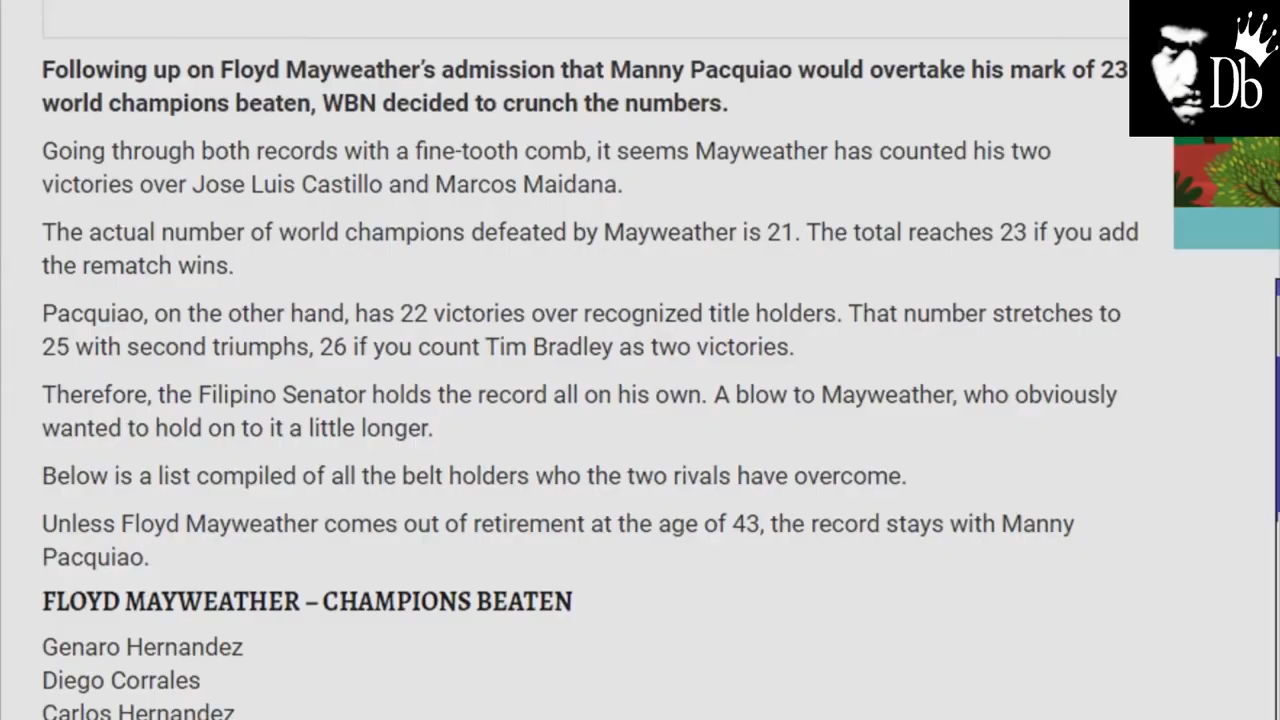 Following up on Floyd Mayweather’s admission that Manny Pacquiao would overtake his mark of 23
world champions beaten, WBN decided to crunch the numbers.
Going through both records with a fine-tooth comb, it seems Mayweather has counted his two
victories over Jose Luis Castillo and Marcos Maidana.
The actual number of world champions defeated by Mayweather is 21. The total reaches 23 if you add
the rematch wins.
Pacquiao, on the other hand, has 22 victories over recognized title holders. That number stretches to
25 with second triumphs, 26 if you count Tim Bradley as two victories.
Therefore, the Filipino Senator holds the record all on his own. A blow to Mayweather, who obviously
wanted to hold on to it a little longer.
Below is a list compiled of all the belt holders who the two rivals have overcome.
Unless Floyd Mayweather comes out of retirement at the age of 43, the record stays with Manny
Pacquiao.
FLOYD MAYWEATHER – CHAMPIONS BEATEN
Genaro Hernandez
Diego Corrales
Carlos Hernandez
Db